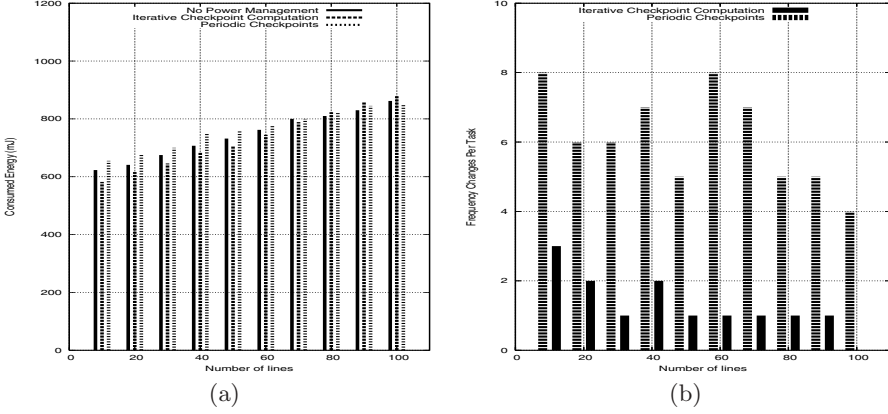 No Power Management
Iterative Checkpoint Computation
Periodic Checkpoints
1200
1000
800
600
400
200
0
Consumed Energy (mJ)
0 20 40 60 80 100
Number of lines
(a)
Iterative Checkpoint Computation
Periodic Checkpoints
10
8
6
4
2
0
Frequency Changes Per Task
0 20 40 60 80 100
Number of lines
(b)